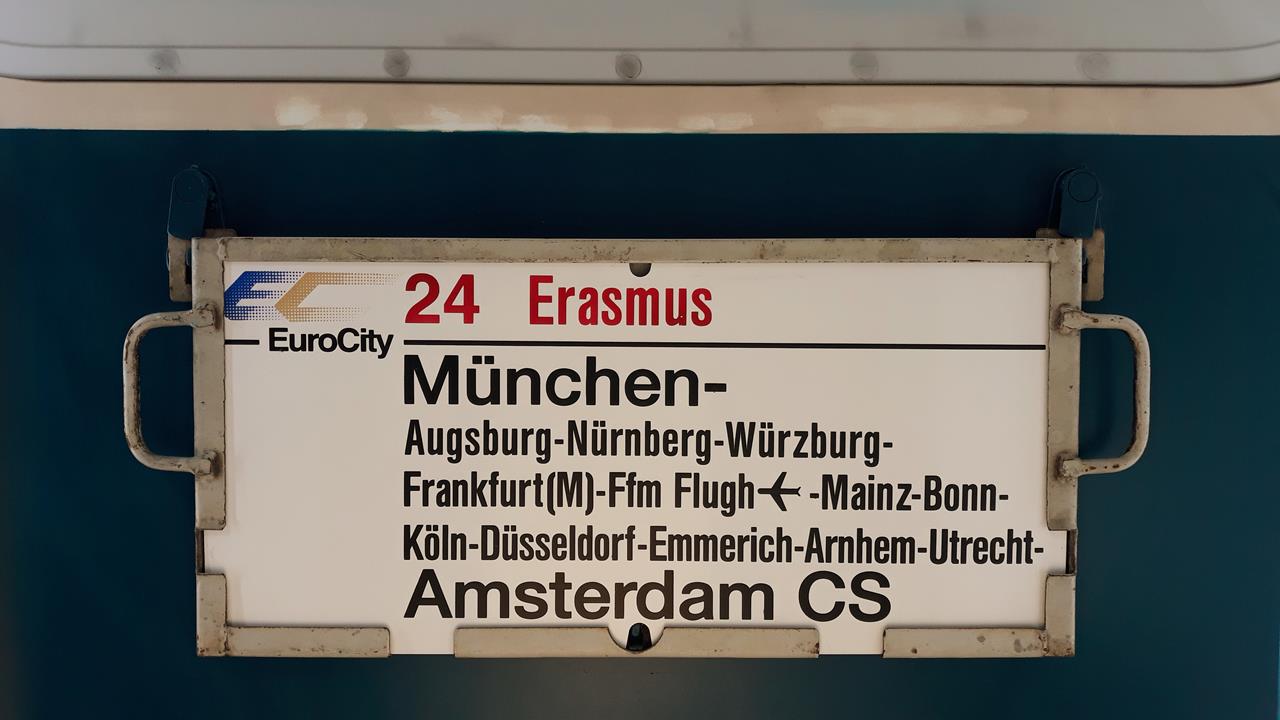 EC 24 Erasmus
EuroCity
München-
Augsburg-Nürnberg-Würzburg-
Frankfurt(M)-Ffm Flugh✈-Mainz-Bonn-
Köln-Düsseldorf-Emmerich-Arnhem-Utrecht-
Amsterdam CS